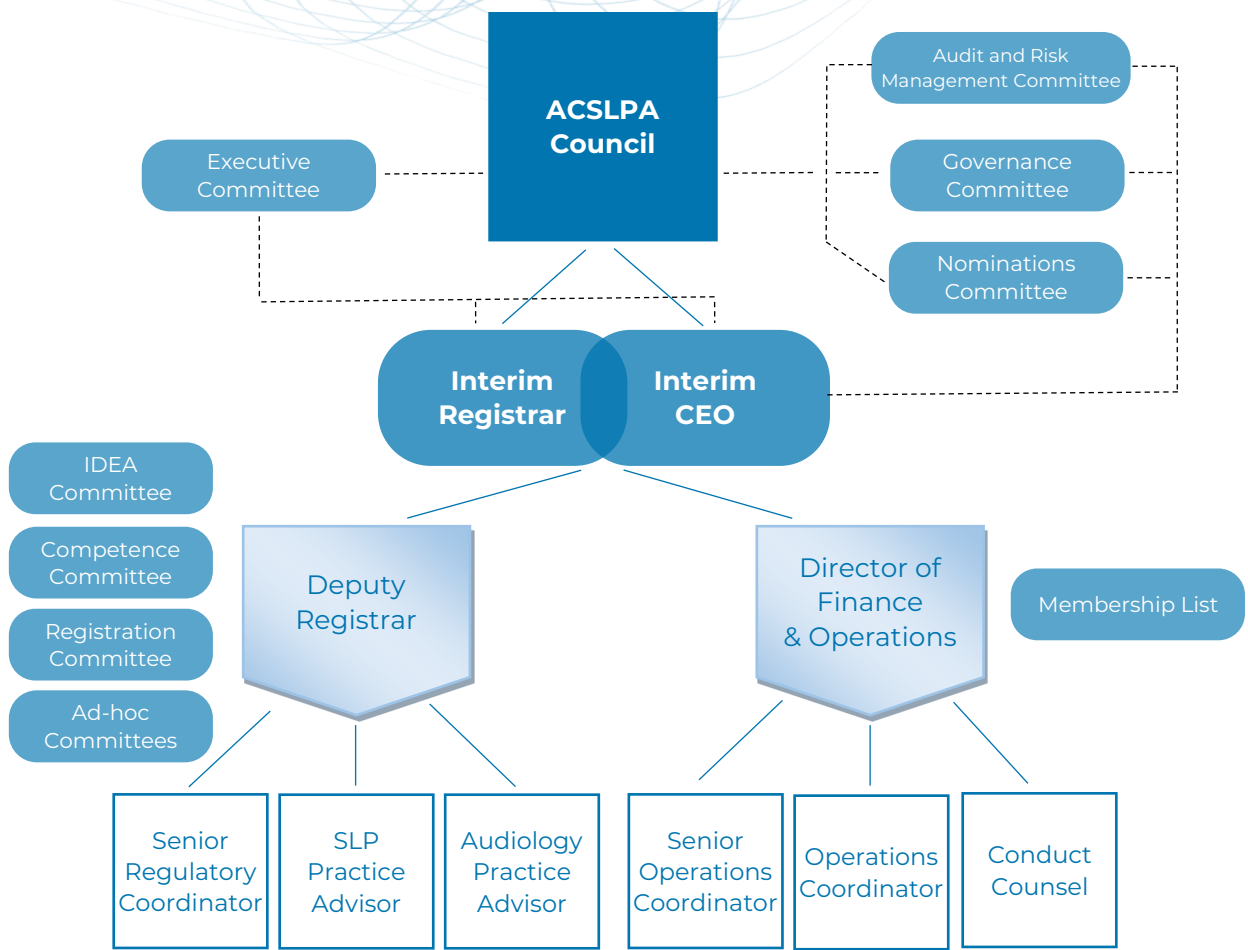 ACSLPA
Council
Executive
Committee
Audit and Risk
Management Committee
Governance
Committee
Nominations
Committee
Interim
Registrar
Interim
CEO
IDEA
Committee
Competence
Committee
Registration
Committee
Ad-hoc
Committees
Deputy
Registrar
Director of
Finance
& Operations
Membership List
Senior
Regulatory
Coordinator
SLP
Practice
Advisor
Audiology
Practice
Advisor
Senior
Operations
Coordinator
Operations
Coordinator
Conduct
Counsel